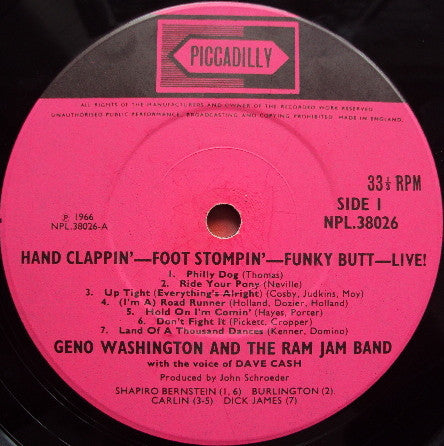 PICCADILLY
ALL RIGHTS OF THE MANUFACTURERS AND OWNER OF THE RECORDED WORK RESERVED.
UNAUTHORISED PUBLIC PERFORMANCE, BROADCASTING AND COPYING PROHIBITED. MADE IN ENGLAND.
33⅓ RPM
SIDE 1
NPL.38026
℗ 1966
NPL.38026-A
HAND CLAPPIN'—FOOT STOMPIN'—FUNKY BUTT—LIVE!
1. Philly Dog (Thomas)
2. Ride Your Pony (Neville)
3. Up Tight (Everything's Alright) (Cosby, Judkins, Moy)
4. (I'm A) Road Runner (Holland, Dozier, Holland)
5. Hold On I'm Comin' (Hayes, Porter)
6. Don't Fight It (Pickett, Cropper)
7. Land Of A Thousand Dances (Kenner, Domino)
GENO WASHINGTON AND THE RAM JAM BAND
with the voice of DAVE CASH
Produced by John Schroeder
SHAPIRO BERNSTEIN (1, 6) BURLINGTON (2)
CARLIN (3-5) DICK JAMES (7)